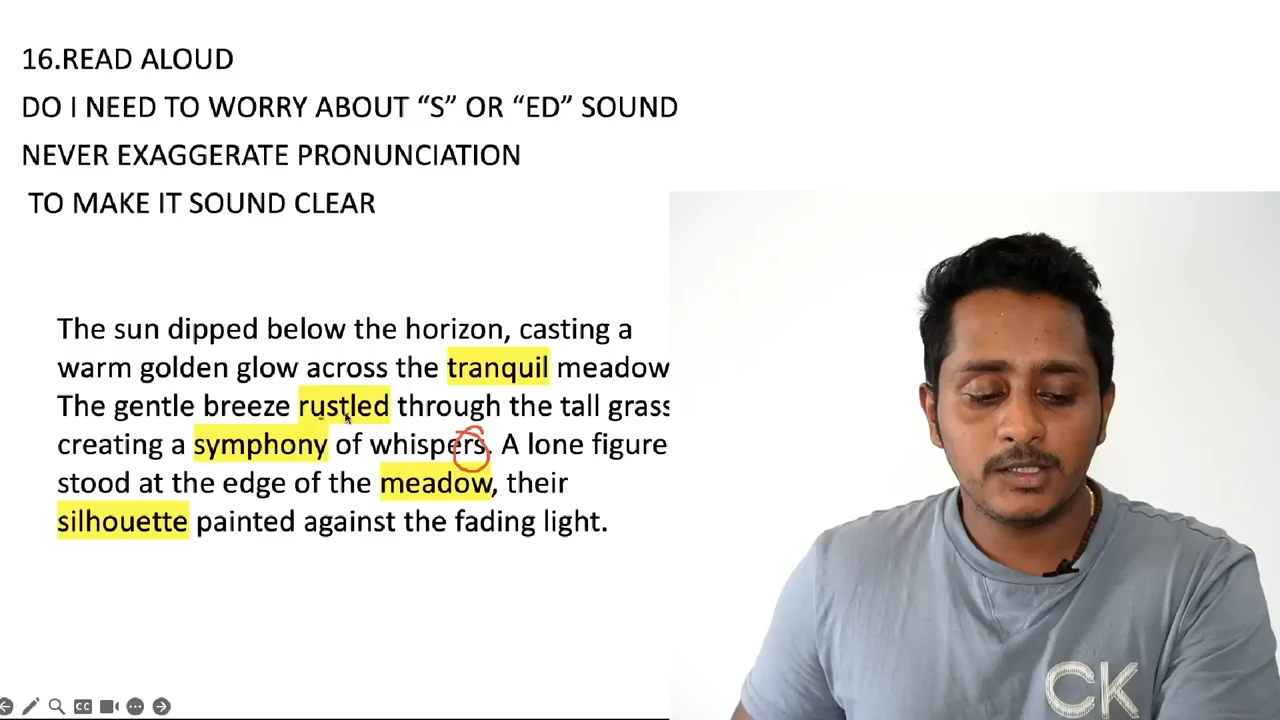 16.READ ALOUD
DO I NEED TO WORRY ABOUT “S” OR “ED” SOUND
NEVER EXAGGERATE PRONUNCIATION
TO MAKE IT SOUND CLEAR
The sun dipped below the horizon, casting a
warm golden glow across the tranquil meadow
The gentle breeze rustled through the tall grass
creating a symphony of whispers. A lone figure
stood at the edge of the meadow, their
silhouette painted against the fading light.
CK
CC